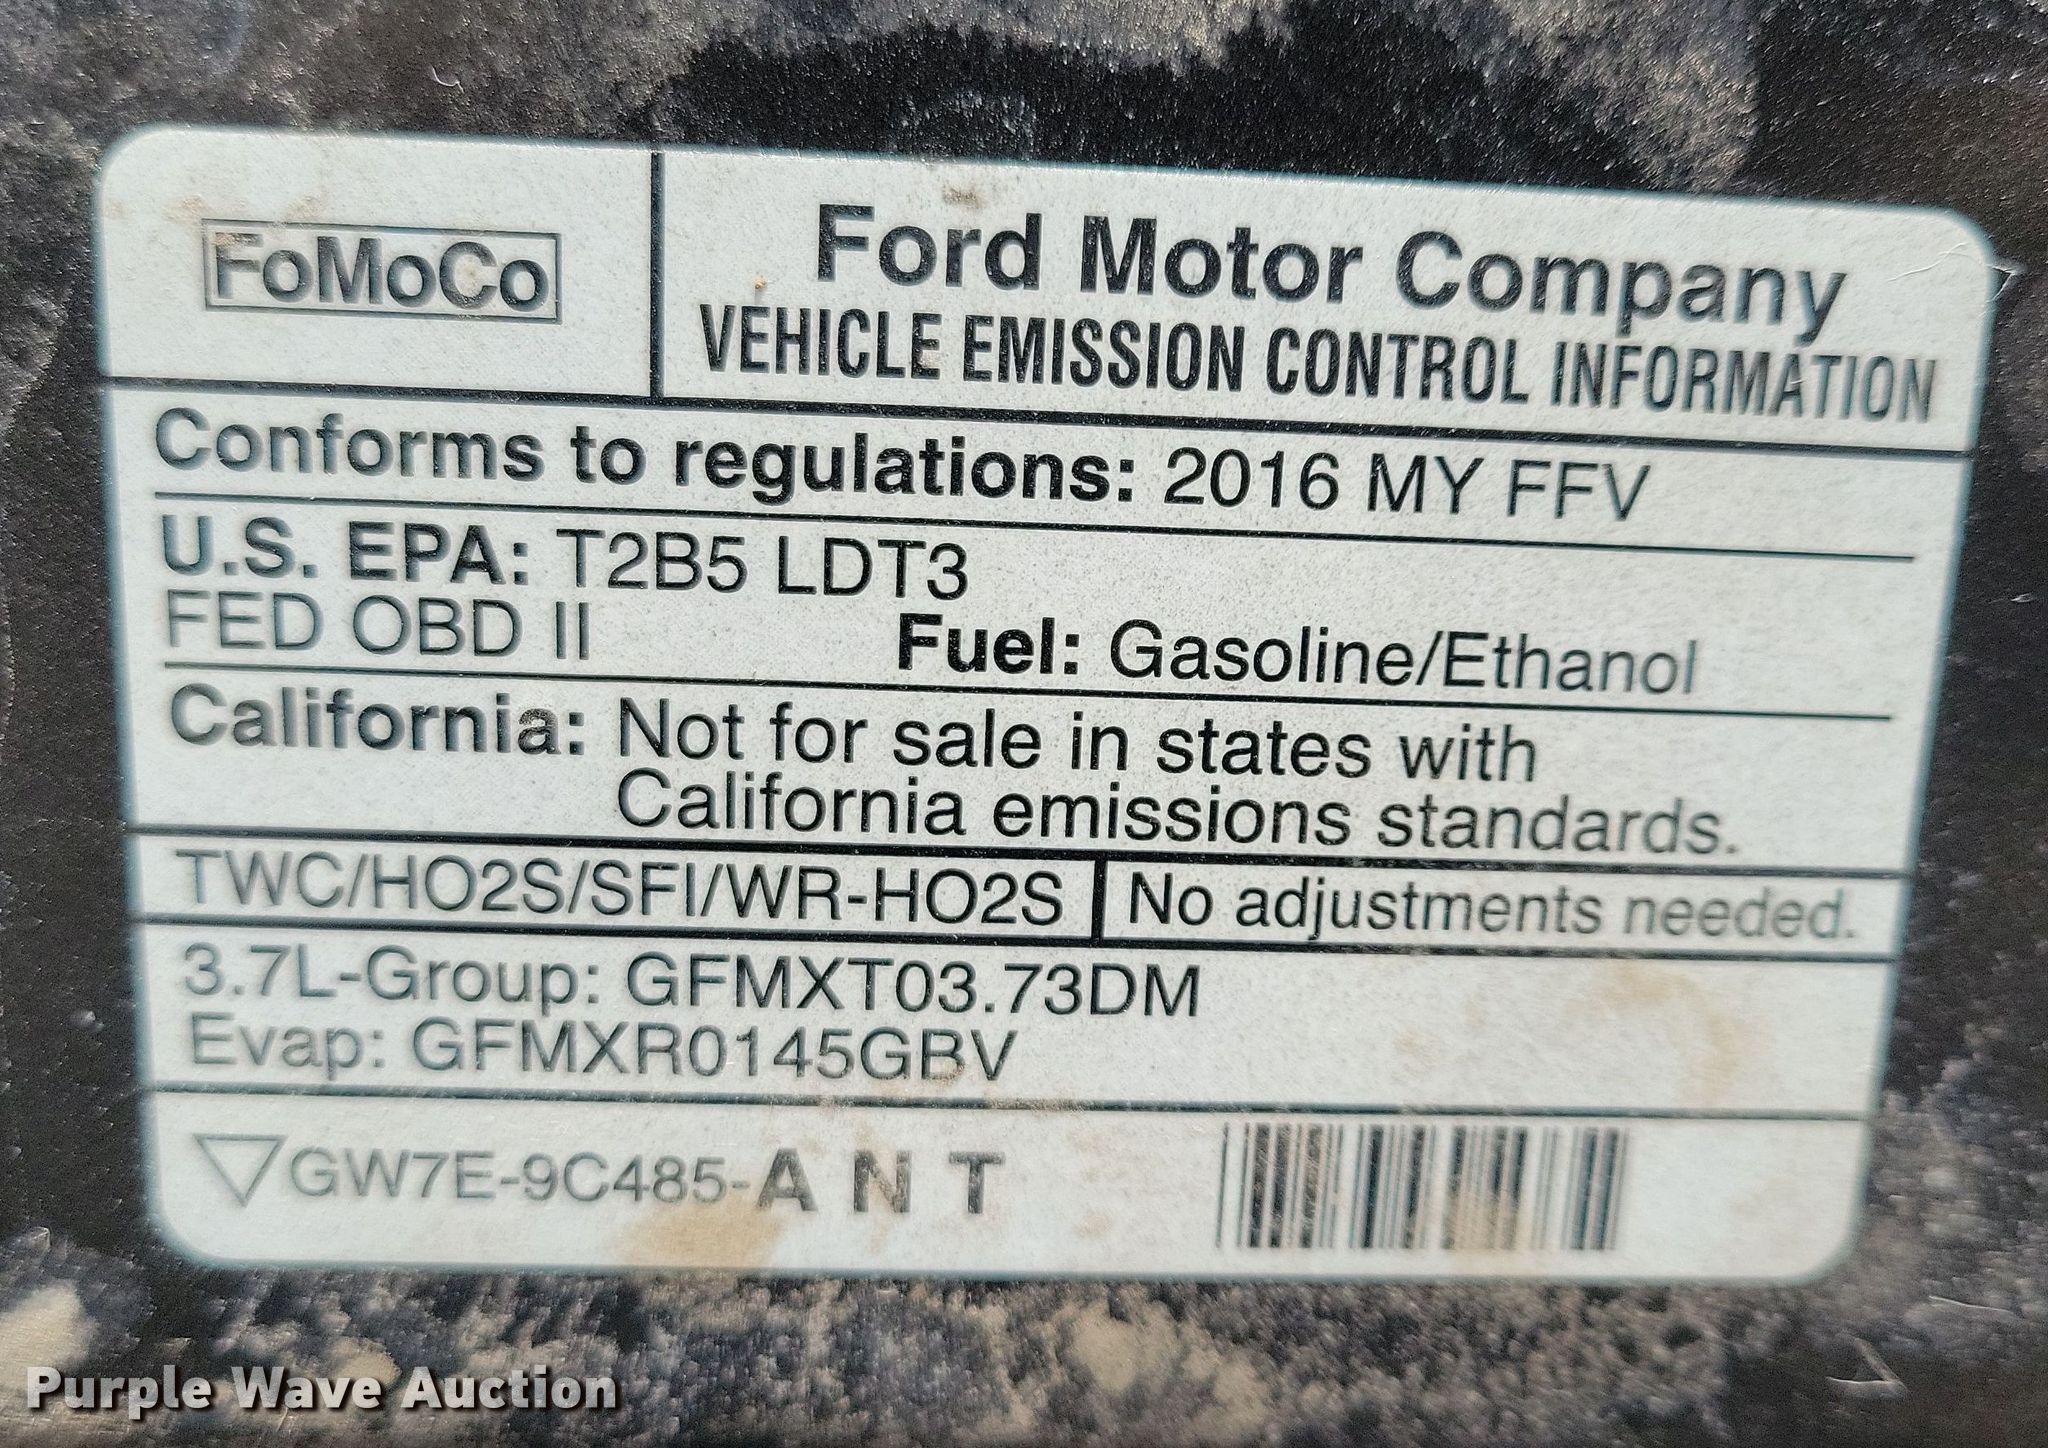 FoMoCo
Ford Motor Company
VEHICLE EMISSION CONTROL INFORMATION
Conforms to regulations: 2016 MY FFV
U.S. EPA: T2B5 LDT3
FED OBD II Fuel: Gasoline/Ethanol
California: Not for sale in states with
California emissions standards.
TWC/HO2S/SFI/WR-HO2S No adjustments needed.
3.7L-Group: GFMXT03.73DM
Evap: GFMXR0145GBV
GW7E-9C485-A N T
Purple Wave Auction